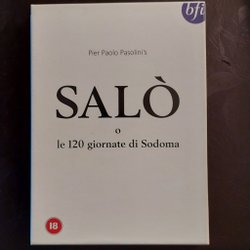 bfi
Pier Paolo Pasolini's
SALÒ
o
le 120 giornate di Sodoma
18